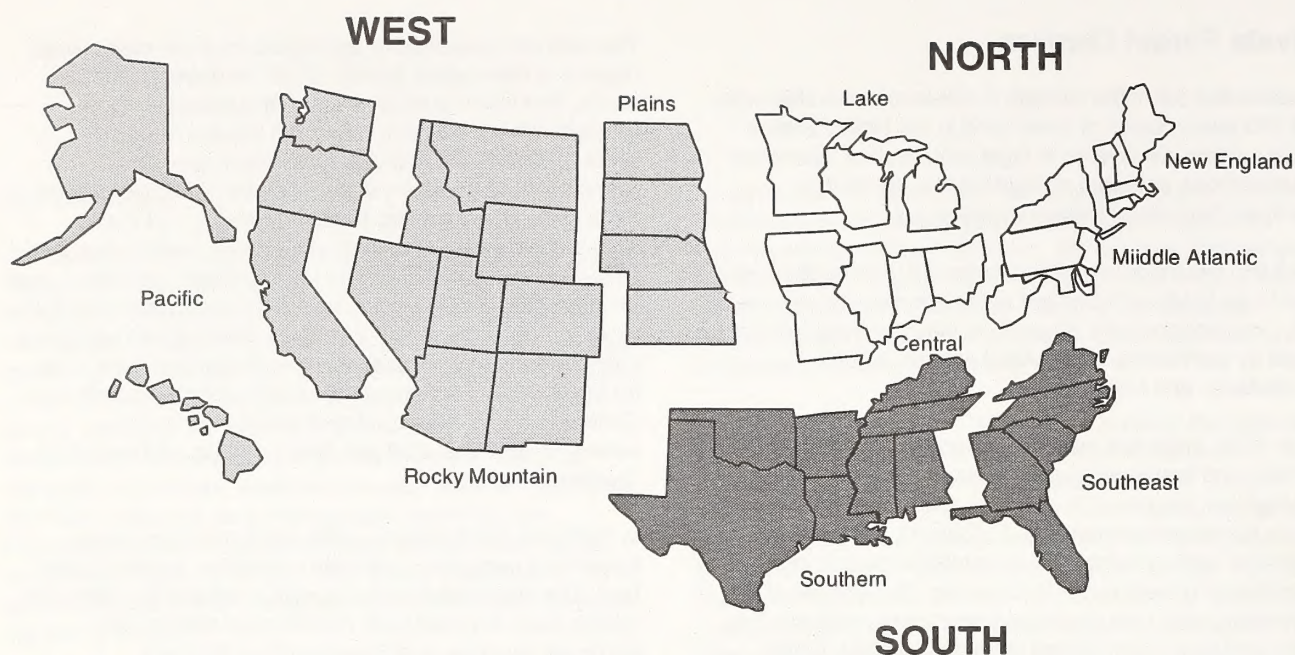 WEST
NORTH
Plains
Lake
New England
Miiddle Atlantic
Pacific
Central
Rocky Mountain
Southeast
Southern
SOUTH